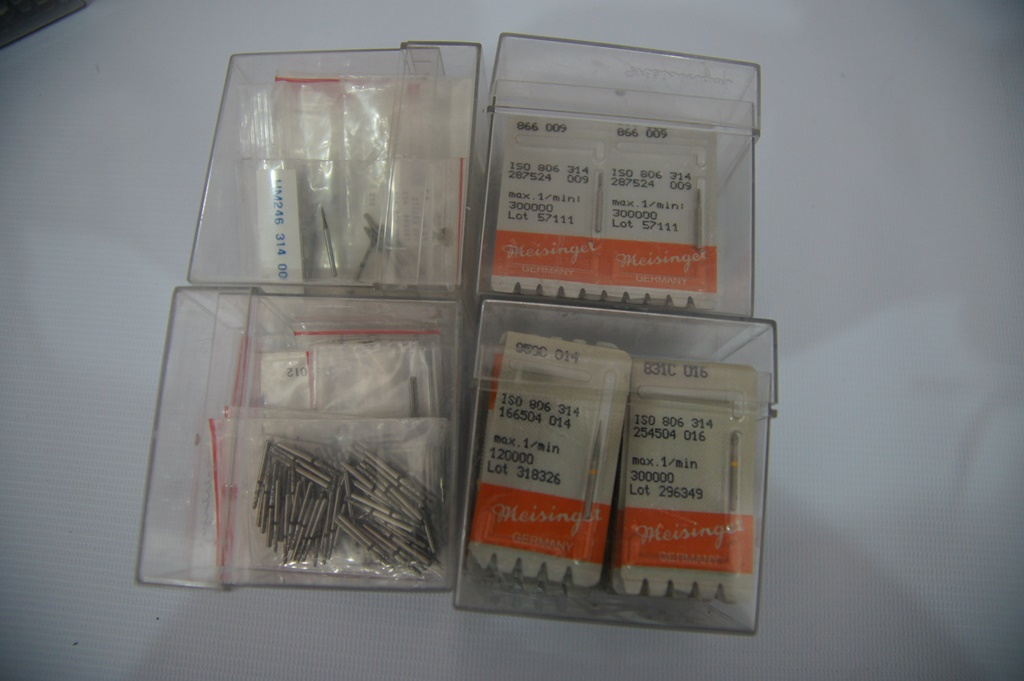 HM246 314 00
866 009
ISO 806 314
287524 009
max.1/min:
300000
Lot 57111
Meisinger
GERMANY
866 009
ISO 806 314
287524 009
max.1/min:
300000
Lot 57111
Meisinger
GERMANY
012
014
ISO 806 314
166504 014
max.1/min
120000
Lot 318326
Meisinger
GERMANY
831C 016
ISO 806 314
254504 016
max.1/min
300000
Lot 296349
Meisinger
GERMANY